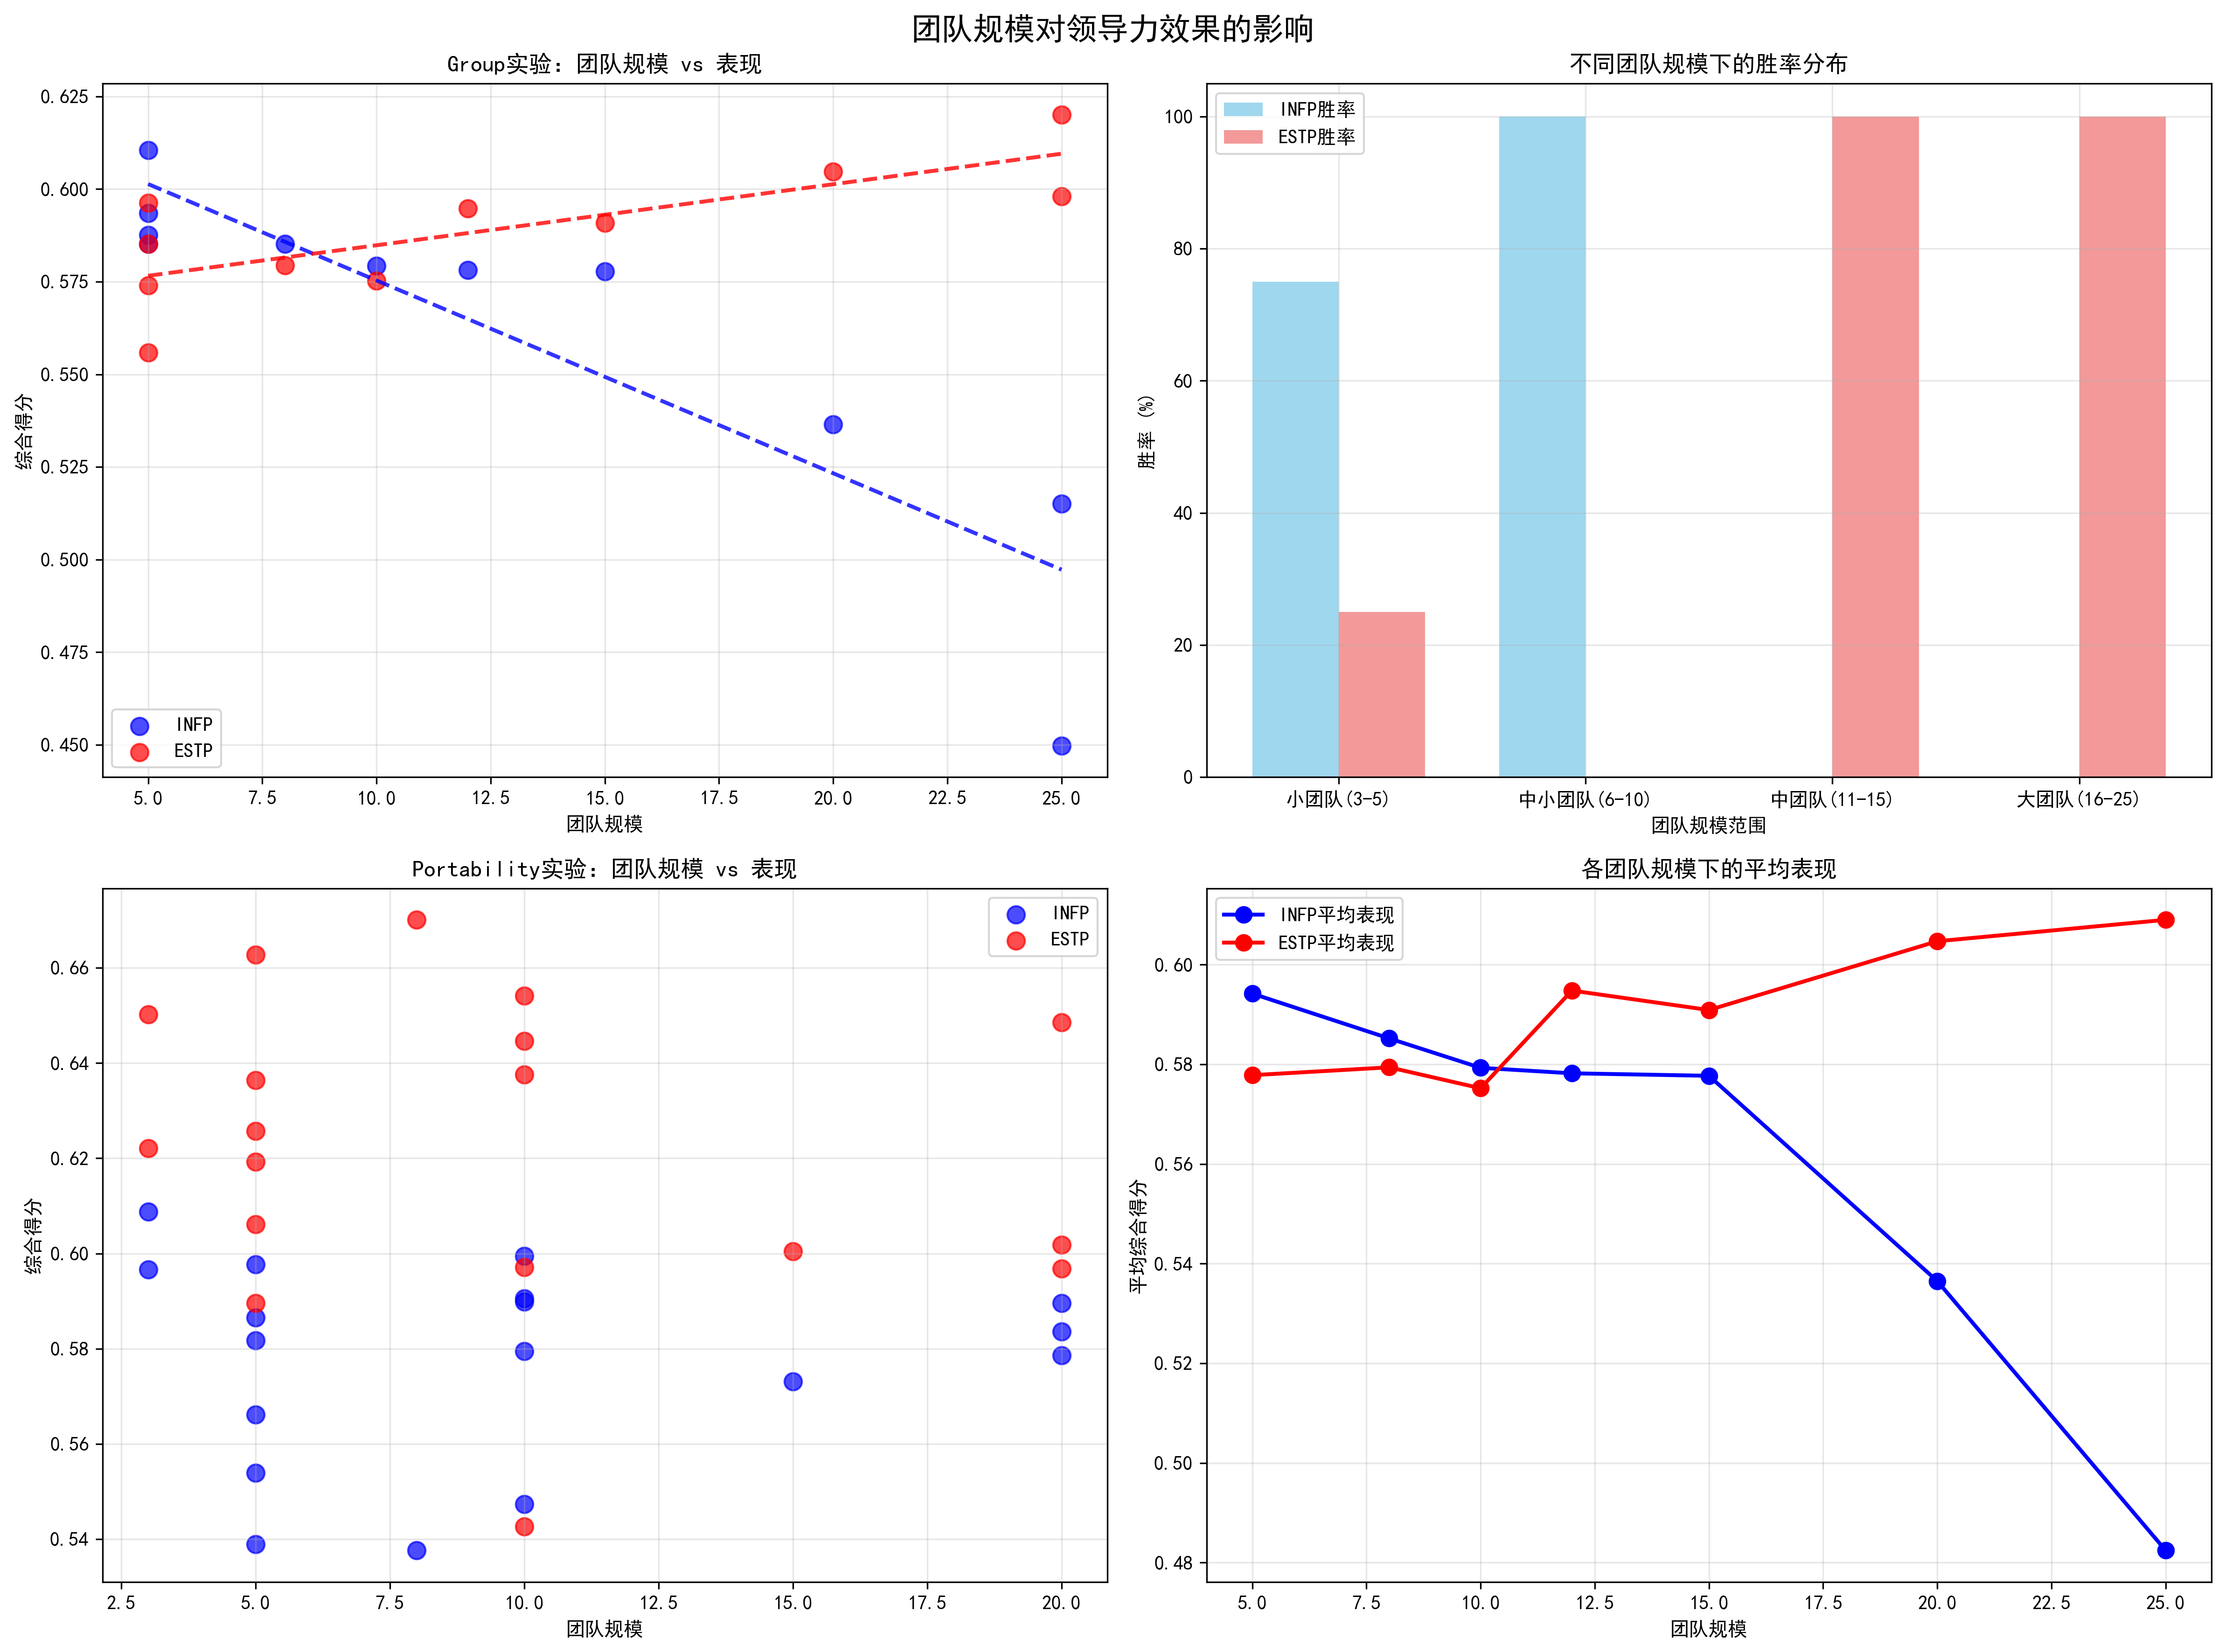 团队规模对领导力效果的影响
Group实验: 团队规模 vs 表现
0.625
0.600
0.575
0.550
0.525
0.500
0.475
0.450
综合得分
INFP
ESTP
5.0 7.5 10.0 12.5 15.0 17.5 20.0 22.5 25.0
团队规模
不同团队规模下的胜率分布
INFP胜率
ESTP胜率
100
80
60
40
20
0
胜率 (%)
小团队(3-5) 中小团队(6-10) 中团队(11-15) 大团队(16-25)
团队规模范围
Portability实验: 团队规模 vs 表现
INFP
ESTP
0.66
0.64
0.62
0.60
0.58
0.56
0.54
综合得分
2.5 5.0 7.5 10.0 12.5 15.0 17.5 20.0
团队规模
各团队规模下的平均表现
INFP平均表现
ESTP平均表现
0.60
0.58
0.56
0.54
0.52
0.50
0.48
平均综合得分
5.0 7.5 10.0 12.5 15.0 17.5 20.0 22.5 25.0
团队规模